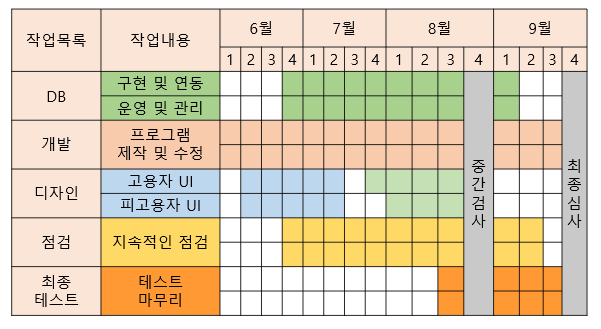 작업목록 작업내용 6월 7월 8월 9월
1 2 3 4 1 2 3 4 1 2 3 4 1 2 3 4
DB 구현 및 연동
운영 및 관리
개발 프로그램
제작 및 수정
디자인 고용자 UI
피고용자 UI
점검 지속적인 점검
최종
테스트
테스트
마무리
중간검사
최종심사